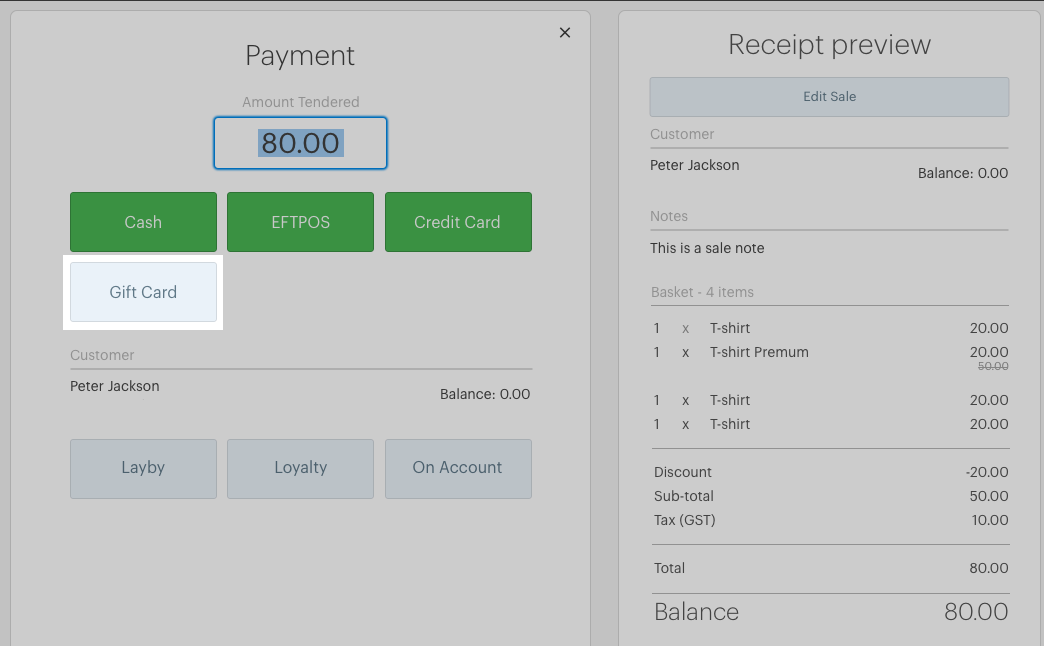 Payment
Amount Tendered
80.00
Cash EFTPOS Credit Card
Gift Card
Customer
Peter Jackson
Balance: 0.00
Layby Loyalty On Account
Receipt preview
Edit Sale
Customer
Peter Jackson
Balance: 0.00
Notes
This is a sale note
Basket - 4 items
1 x T-shirt 20.00
1 x T-shirt Premum 20.00
50.00
1 x T-shirt 20.00
1 x T-shirt 20.00
Discount -20.00
Sub-total 50.00
Tax (GST) 10.00
Total 80.00
Balance 80.00